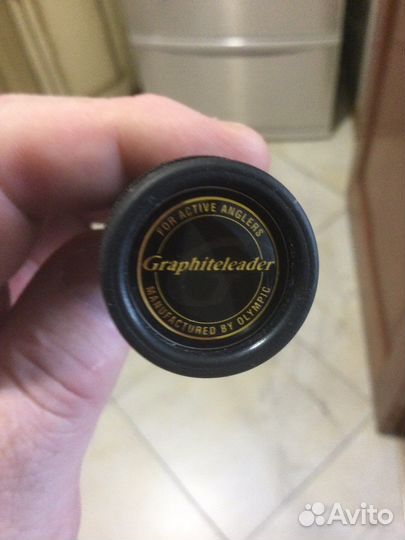 FOR ACTIVE ANGLERS
Graphiteleader
MANUFACTURED BY OLYMPIC
Avito